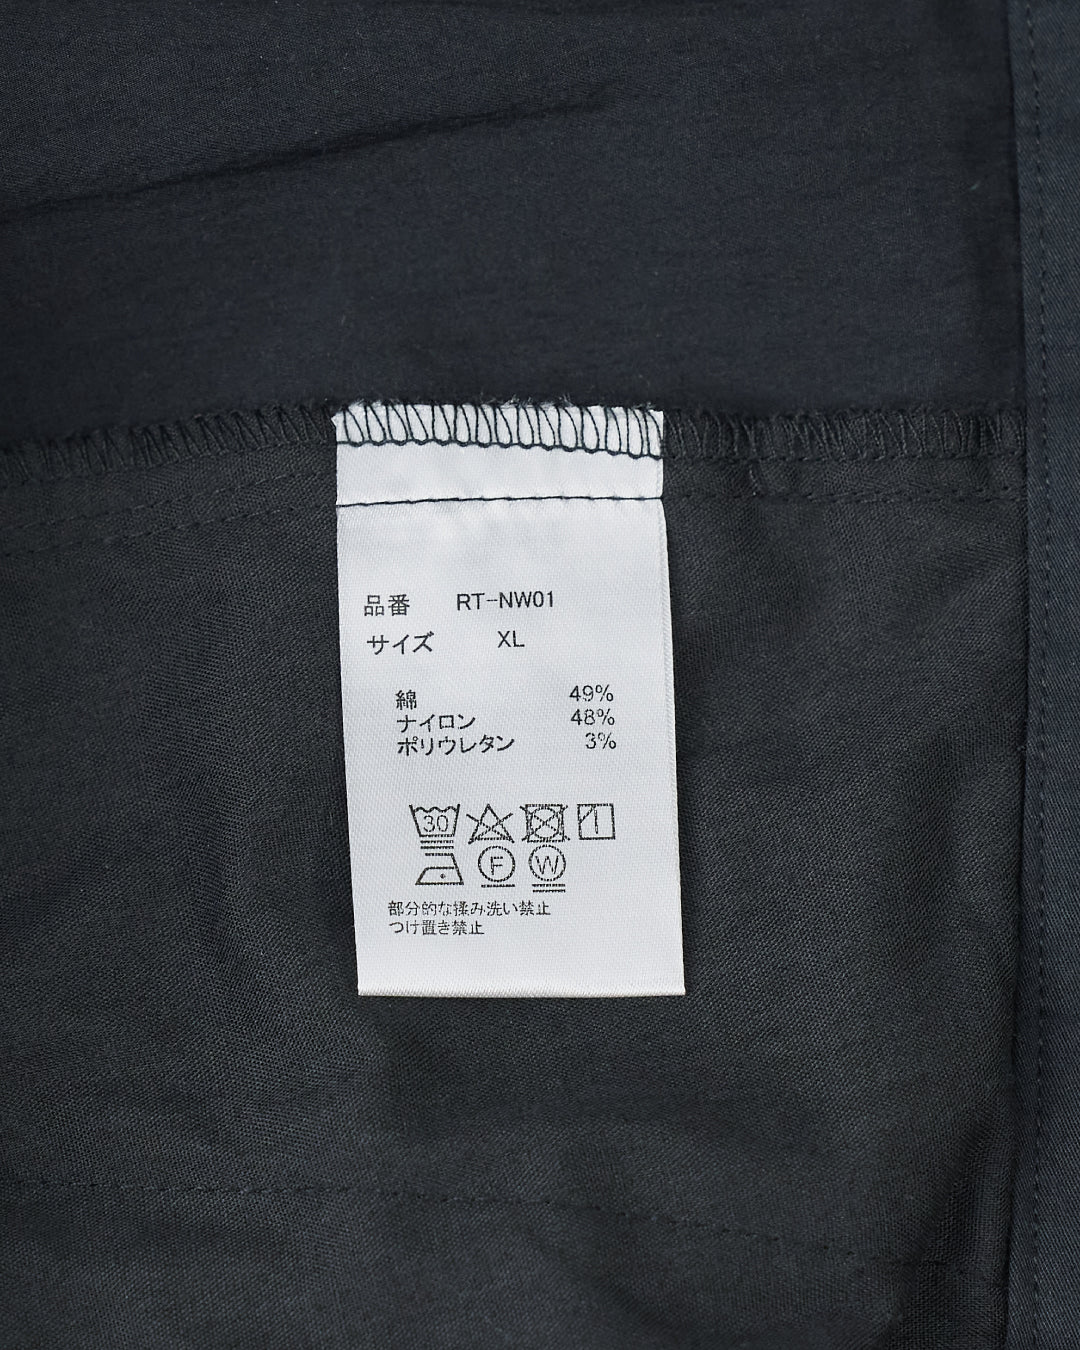 品番 RT-NW01
サイズ XL
綿 49%
ナイロン 48%
ポリウレタン 3%
30
F W
部分的な揉み洗い禁止
つけ置き禁止